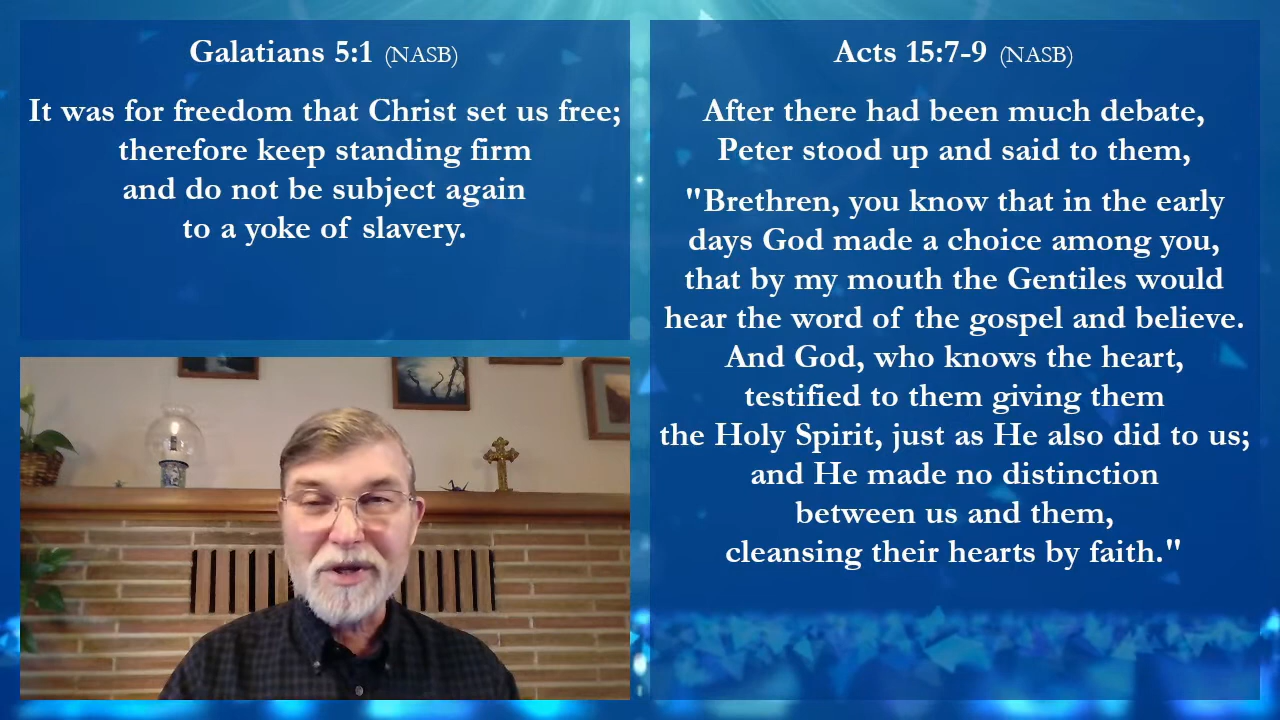 Galatians 5:1 (NASB)
It was for freedom that Christ set us free;
therefore keep standing firm
and do not be subject again
to a yoke of slavery.
Acts 15:7-9 (NASB)
After there had been much debate,
Peter stood up and said to them,
"Brethren, you know that in the early
days God made a choice among you,
that by my mouth the Gentiles would
hear the word of the gospel and believe.
And God, who knows the heart,
testified to them giving them
the Holy Spirit, just as He also did to us;
and He made no distinction
between us and them,
cleansing their hearts by faith."